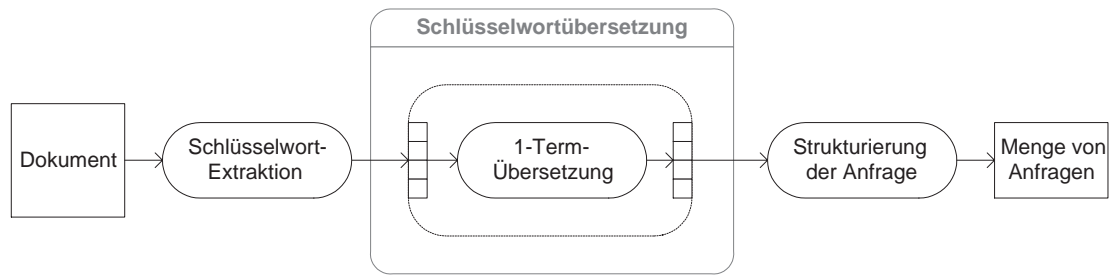 Schlüsselwortübersetzung
Dokument
Schlüsselwort-
Extraktion
1-Term-
Übersetzung
Strukturierung
der Anfrage
Menge von
Anfragen